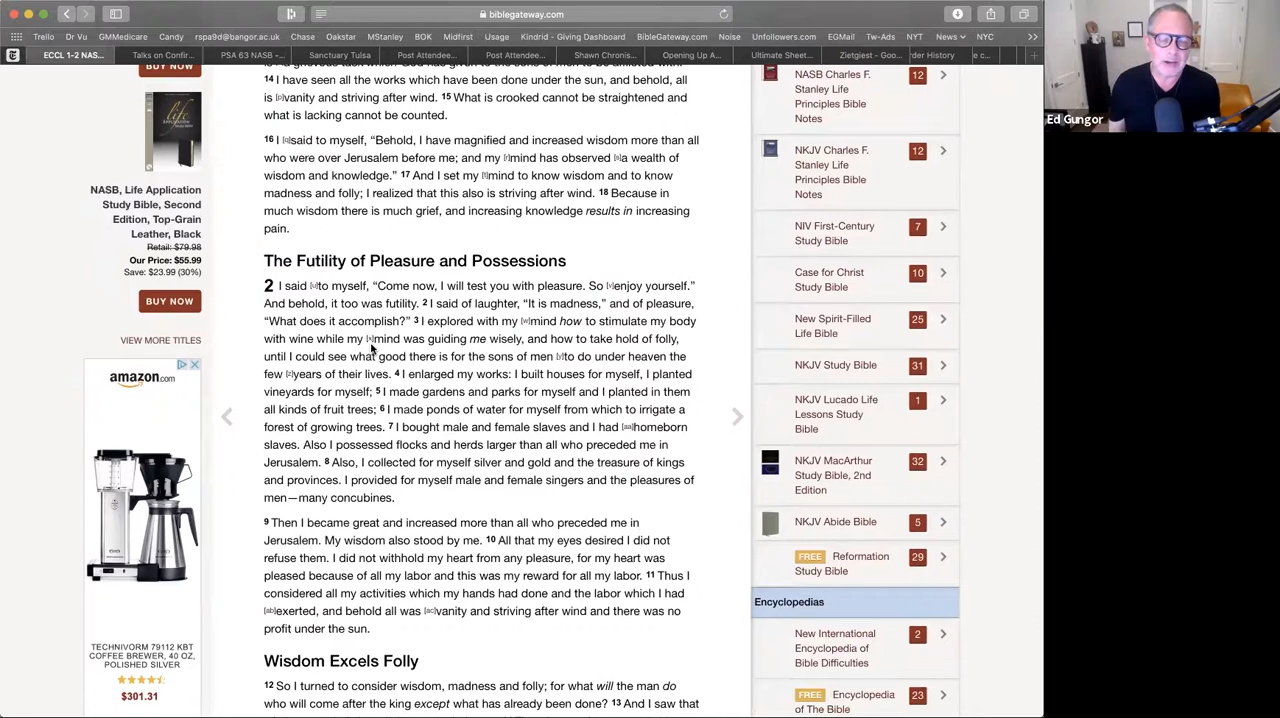 biblegateway.com
Trello
Dr Vu
GMMedicare
Canvas
rspa9d@bangor.ac.uk
Chase
Oakstar
MStanley
BOK
Midfirst
Usage
Kindrid - Giving Dashboard
BibleGateway.com
Noise
Unfollowers.com
EGMail
Tw-Ads
NYT
News
NYC
ECCL 1-2 NAS...
Talks on Confir...
PSA 63 NASB -...
Sanctuary Tulsa
Post Attendee...
Post Attendee...
Shawn Chronis...
Opening Up A...
Ultimate Sheet...
Zietgiest - Goo...
rder History
e c...
BUY NOW
NASB, Life Application
Study Bible, Second
Edition, Top-Grain
Leather, Black
Retail: $79.98
Our Price: $55.99
Save: $23.99 (30%)
BUY NOW
VIEW MORE TITLES
amazon.com
TECHNIVORM 79112 KBT
COFFEE BREWER, 40 OZ,
POLISHED SILVER
$301.31
14 I have seen all the works which have been done under the sun, and behold, all
is [p]vanity and striving after wind. 15 What is crooked cannot be straightened and
what is lacking cannot be counted.
16 I [q]said to myself, “Behold, I have magnified and increased wisdom more than all
who were over Jerusalem before me; and my [r]mind has observed [s]a wealth of
wisdom and knowledge.” 17 And I set my [t]mind to know wisdom and to know
madness and folly; I realized that this also is striving after wind. 18 Because in
much wisdom there is much grief, and increasing knowledge results in increasing
pain.
The Futility of Pleasure and Possessions
2 I said [u]to myself, “Come now, I will test you with pleasure. So [v]enjoy yourself.”
And behold, it too was futility. 2 I said of laughter, “It is madness,” and of pleasure,
“What does it accomplish?” 3 I explored with my [w]mind how to stimulate my body
with wine while my [x]mind was guiding me wisely, and how to take hold of folly,
until I could see what good there is for the sons of men [y]to do under heaven the
few [z]years of their lives. 4 I enlarged my works: I built houses for myself, I planted
vineyards for myself; 5 I made gardens and parks for myself and I planted in them
all kinds of fruit trees; 6 I made ponds of water for myself from which to irrigate a
forest of growing trees. 7 I bought male and female slaves and I had [aa]homeborn
slaves. Also I possessed flocks and herds larger than all who preceded me in
Jerusalem. 8 Also, I collected for myself silver and gold and the treasure of kings
and provinces. I provided for myself male and female singers and the pleasures of
men—many concubines.
9 Then I became great and increased more than all who preceded me in
Jerusalem. My wisdom also stood by me. 10 All that my eyes desired I did not
refuse them. I did not withhold my heart from any pleasure, for my heart was
pleased because of all my labor and this was my reward for all my labor. 11 Thus I
considered all my activities which my hands had done and the labor which I had
[ab]exerted, and behold all was [ac]vanity and striving after wind and there was no
profit under the sun.
Wisdom Excels Folly
12 So I turned to consider wisdom, madness and folly; for what will the man do
who will come after the king except what has already been done? 13 And I saw that
NASB Charles F.
Stanley Life
Principles Bible
Notes
12
NKJV Charles F.
Stanley Life
Principles Bible
Notes
12
NIV First-Century
Study Bible
7
Case for Christ
Study Bible
10
New Spirit-Filled
Life Bible
25
NKJV Study Bible
31
NKJV Lucado Life
Lessons Study
Bible
1
NKJV MacArthur
Study Bible, 2nd
Edition
32
NKJV Abide Bible
5
FREE Reformation
Study Bible
29
Encyclopedias
New International
Encyclopedia of
Bible Difficulties
2
FREE Encyclopedia
of The Bible
23
Ed Gungor